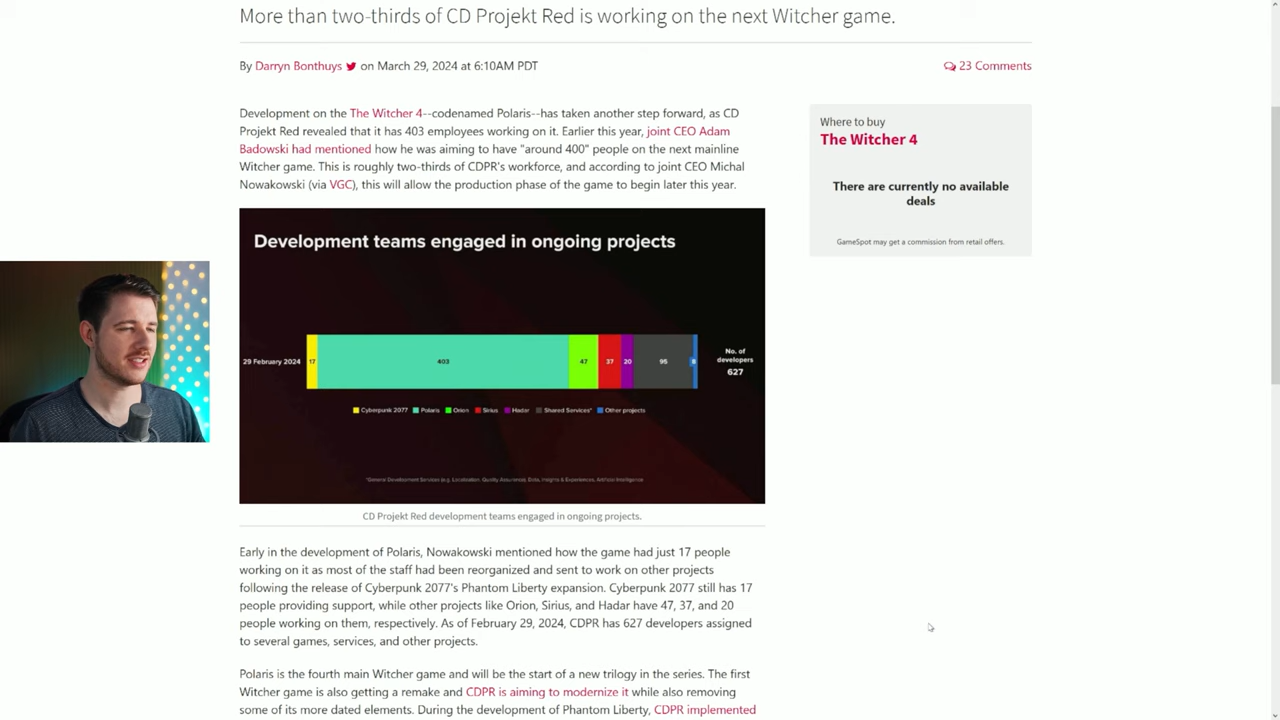 More than two-thirds of CD Projekt Red is working on the next Witcher game.
By Darryn Bonthuys on March 29, 2024 at 6:10AM PDT
23 Comments
Development on the The Witcher 4--codenamed Polaris--has taken another step forward, as CD
Projekt Red revealed that it has 403 employees working on it. Earlier this year, joint CEO Adam
Badowski had mentioned how he was aiming to have "around 400" people on the next mainline
Witcher game. This is roughly two-thirds of CDPR's workforce, and according to joint CEO Michal
Nowakowski (via VGC), this will allow the production phase of the game to begin later this year.
Where to buy
The Witcher 4
There are currently no available
deals
GameSpot may get a commission from retail offers.
Development teams engaged in ongoing projects
29 February 2024
17
403
47
37
20
95
8
No. of
developers
627
Cyberpunk 2077 Polaris Orion Sirius Hadar Shared Services* Other projects
*General Development Services (e.g. Localization, Quality Assurance, Data, Insights & Experiences, Artificial Intelligence
CD Projekt Red development teams engaged in ongoing projects.
Early in the development of Polaris, Nowakowski mentioned how the game had just 17 people
working on it as most of the staff had been reorganized and sent to work on other projects
following the release of Cyberpunk 2077's Phantom Liberty expansion. Cyberpunk 2077 still has 17
people providing support, while other projects like Orion, Sirius, and Hadar have 47, 37, and 20
people working on them, respectively. As of February 29, 2024, CDPR has 627 developers assigned
to several games, services, and other projects.
Polaris is the fourth main Witcher game and will be the start of a new trilogy in the series. The first
Witcher game is also getting a remake and CDPR is aiming to modernize it while also removing
some of its more dated elements. During the development of Phantom Liberty, CDPR implemented